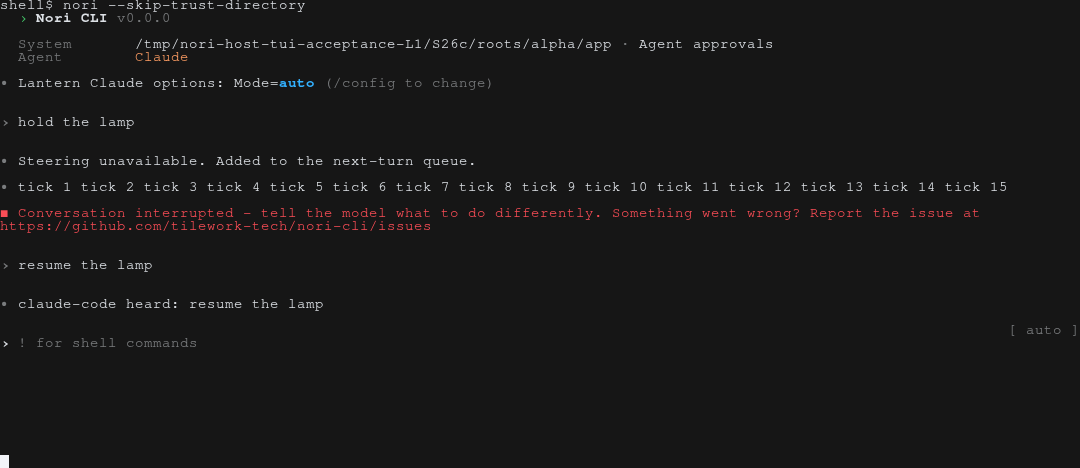 shell$ nori --skip-trust-directory
› Nori CLI v0.0.0
System /tmp/nori-host-tui-acceptance-L1/S26c/roots/alpha/app · Agent approvals
Agent Claude
• Lantern Claude options: Mode=auto (/config to change)
› hold the lamp
• Steering unavailable. Added to the next-turn queue.
• tick 1 tick 2 tick 3 tick 4 tick 5 tick 6 tick 7 tick 8 tick 9 tick 10 tick 11 tick 12 tick 13 tick 14 tick 15
■ Conversation interrupted - tell the model what to do differently. Something went wrong? Report the issue at
https://github.com/tilework-tech/nori-cli/issues
› resume the lamp
• claude-code heard: resume the lamp
[ auto ]
› ! for shell commands